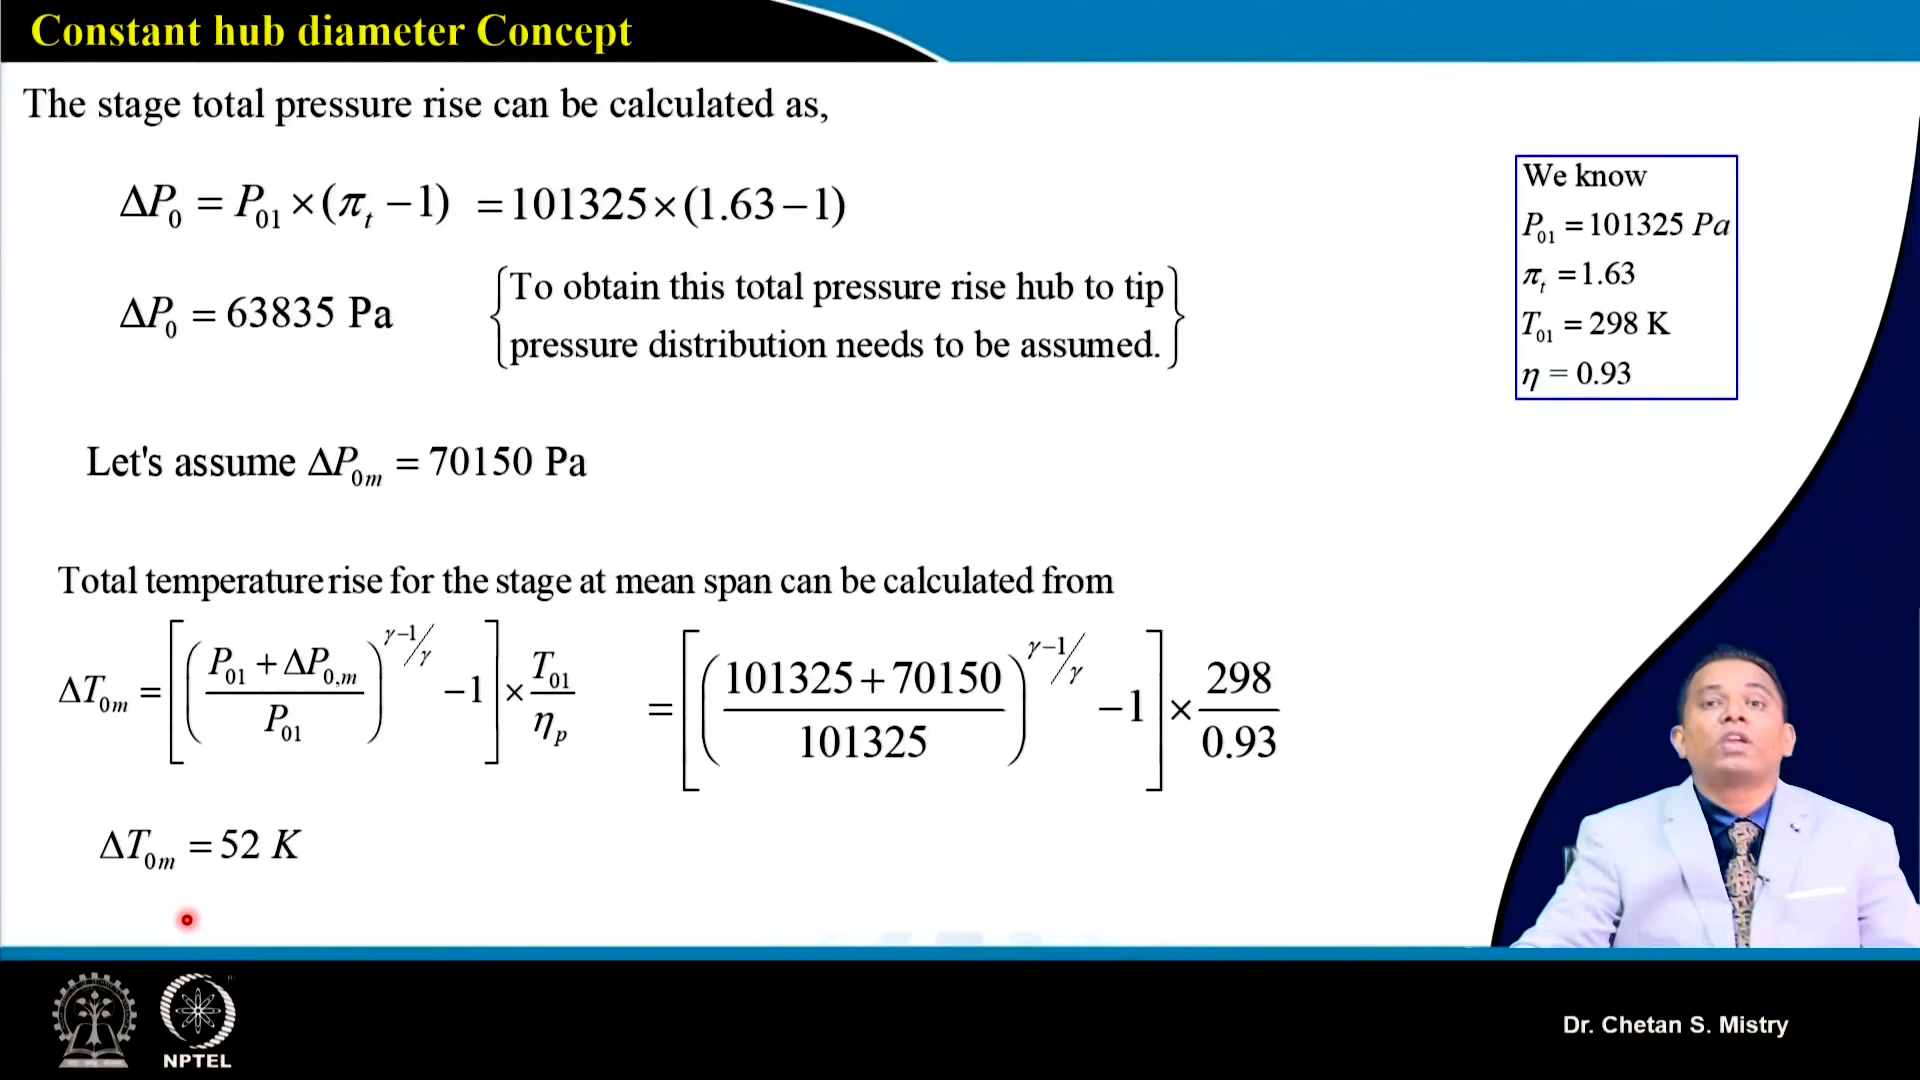 Constant hub diameter Concept
The stage total pressure rise can be calculated as,
ΔP₀ = P₀₁ × (πₜ − 1) = 101325 × (1.63 − 1)
ΔP₀ = 63835 Pa
{To obtain this total pressure rise hub to tip
pressure distribution needs to be assumed.}
We know
P₀₁ = 101325 Pa
πₜ = 1.63
T₀₁ = 298 K
η = 0.93
Let's assume ΔP₀ₘ = 70150 Pa
Total temperature rise for the stage at mean span can be calculated from
ΔT₀ₘ = [((P₀₁ + ΔP₀,ₘ)/P₀₁)^(γ−1/γ) − 1] × T₀₁/ηₚ = [((101325 + 70150)/101325)^(γ−1/γ) − 1] × 298/0.93
ΔT₀ₘ = 52 K
NPTEL
Dr. Chetan S. Mistry